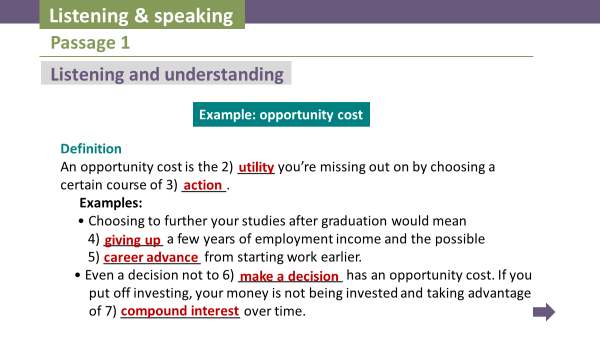 Listening & speaking
Passage 1
Listening and understanding
Example: opportunity cost
Definition
An opportunity cost is the 2) utility you’re missing out on by choosing a
certain course of 3) action.
Examples:
• Choosing to further your studies after graduation would mean
4) giving up a few years of employment income and the possible
5) career advance from starting work earlier.
• Even a decision not to 6) make a decision has an opportunity cost. If you
put off investing, your money is not being invested and taking advantage
of 7) compound interest over time.